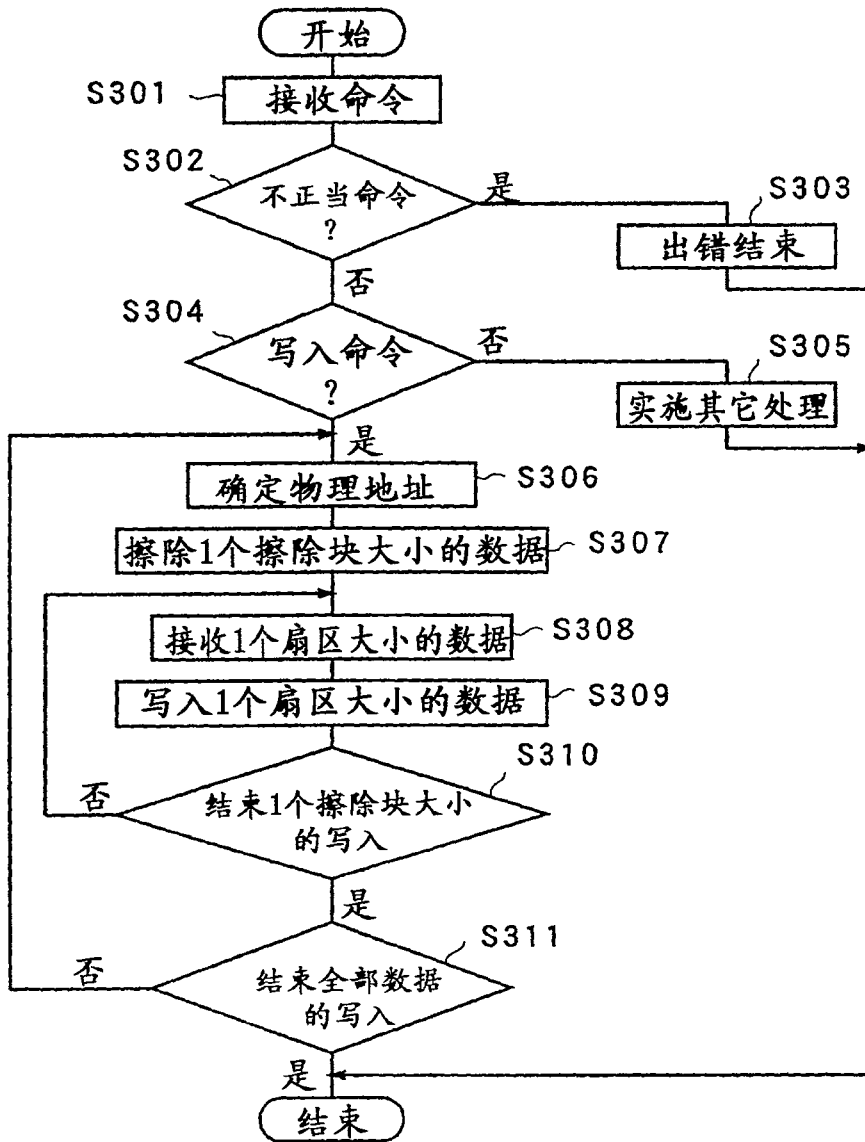 开始
S301
接收命令
S302
不正当命令
?
是
S303
出错结束
否
S304
写入命令
?
否
S305
实施其它处理
是
确定物理地址
S306
擦除1个擦除块大小的数据
S307
接收1个扇区大小的数据
S308
写入1个扇区大小的数据
S309
S310
结束1个擦除块大小
的写入
否
是
S311
结束全部数据
的写入
否
是
结束